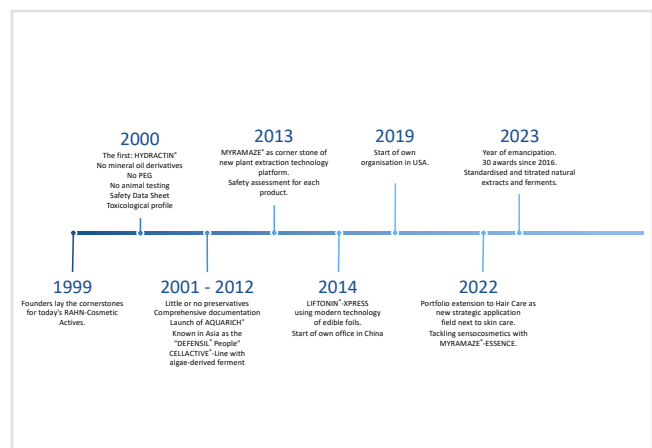 2000
The first: HYDRACTIN®
No mineral oil derivatives
No PEG
No animal testing
Safety Data Sheet
Toxicological profile
2013
MYRAMAZE® as corner stone of
new plant extraction technology
platform.
Safety assessment for each
product.
2019
Start of own
organisation in USA.
2023
Year of emancipation.
30 awards since 2016.
Standardised and titrated natural
extracts and ferments.
1999
Founders lay the cornerstones
for today's RAHN-Cosmetic
Actives.
2001 - 2012
Little or no preservatives
Comprehensive documentation
Launch of AQUARICH®
Known in Asia as the
"DEFENSIL® People"
CELLACTIVE®-Line with
algae-derived ferment
2014
LIFTONIN®-XPRESS
using modern technology
of edible foils.
Start of own office in China
2022
Portfolio extension to Hair Care as
new strategic application
field next to skin care.
Tackling sensocosmetics with
MYRAMAZE®-ESSENCE.